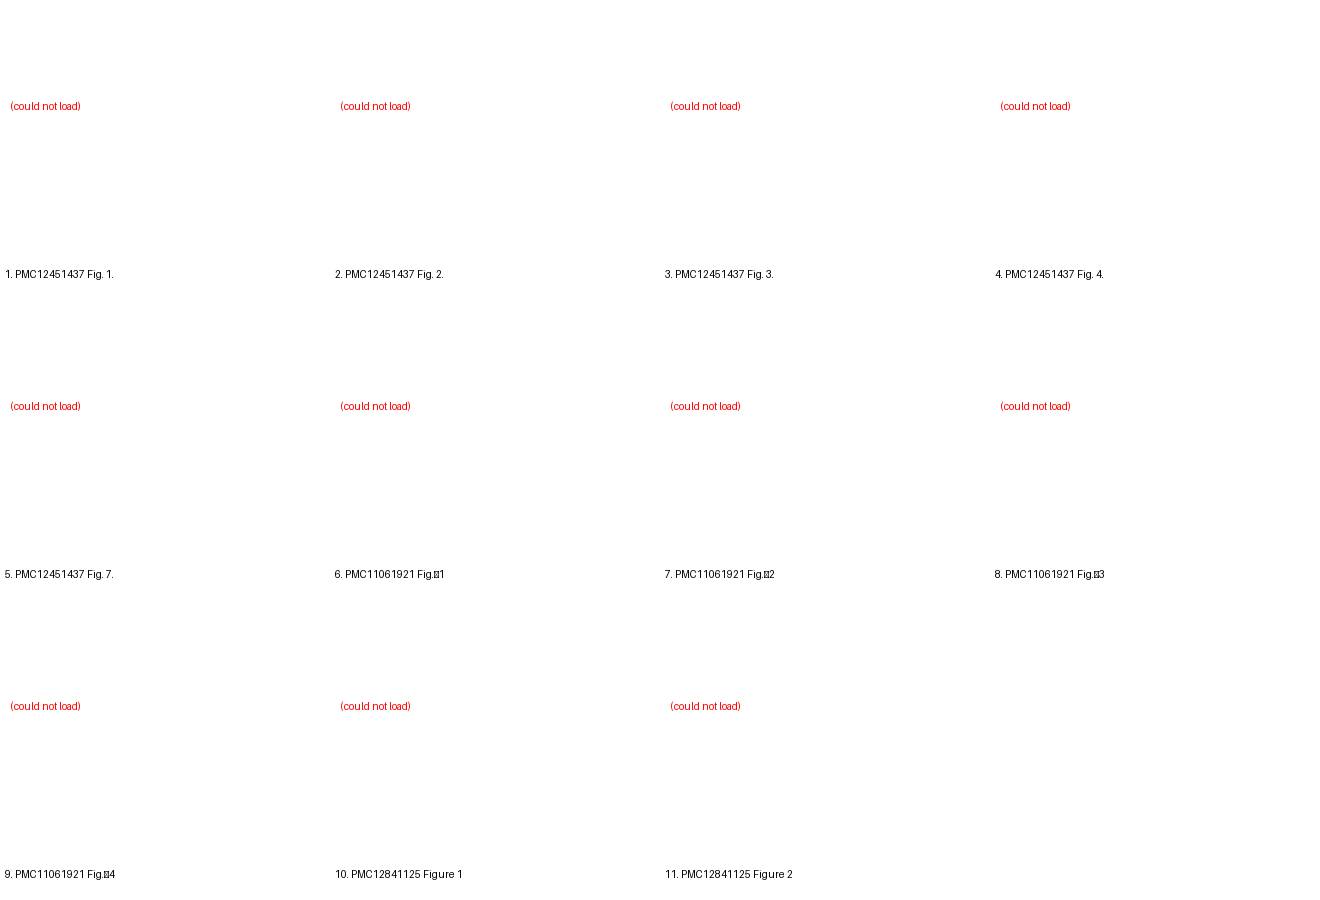 (could not load) (could not load) (could not load) (could not load)
1. PMC12451437 Fig. 1. 2. PMC12451437 Fig. 2. 3. PMC12451437 Fig. 3. 4. PMC12451437 Fig. 4.
(could not load) (could not load) (could not load) (could not load)
5. PMC12451437 Fig. 7. 6. PMC11061921 Fig.☒1 7. PMC11061921 Fig.☒2 8. PMC11061921 Fig.☒3
(could not load) (could not load) (could not load)
9. PMC11061921 Fig.☒4 10. PMC12841125 Figure 1 11. PMC12841125 Figure 2